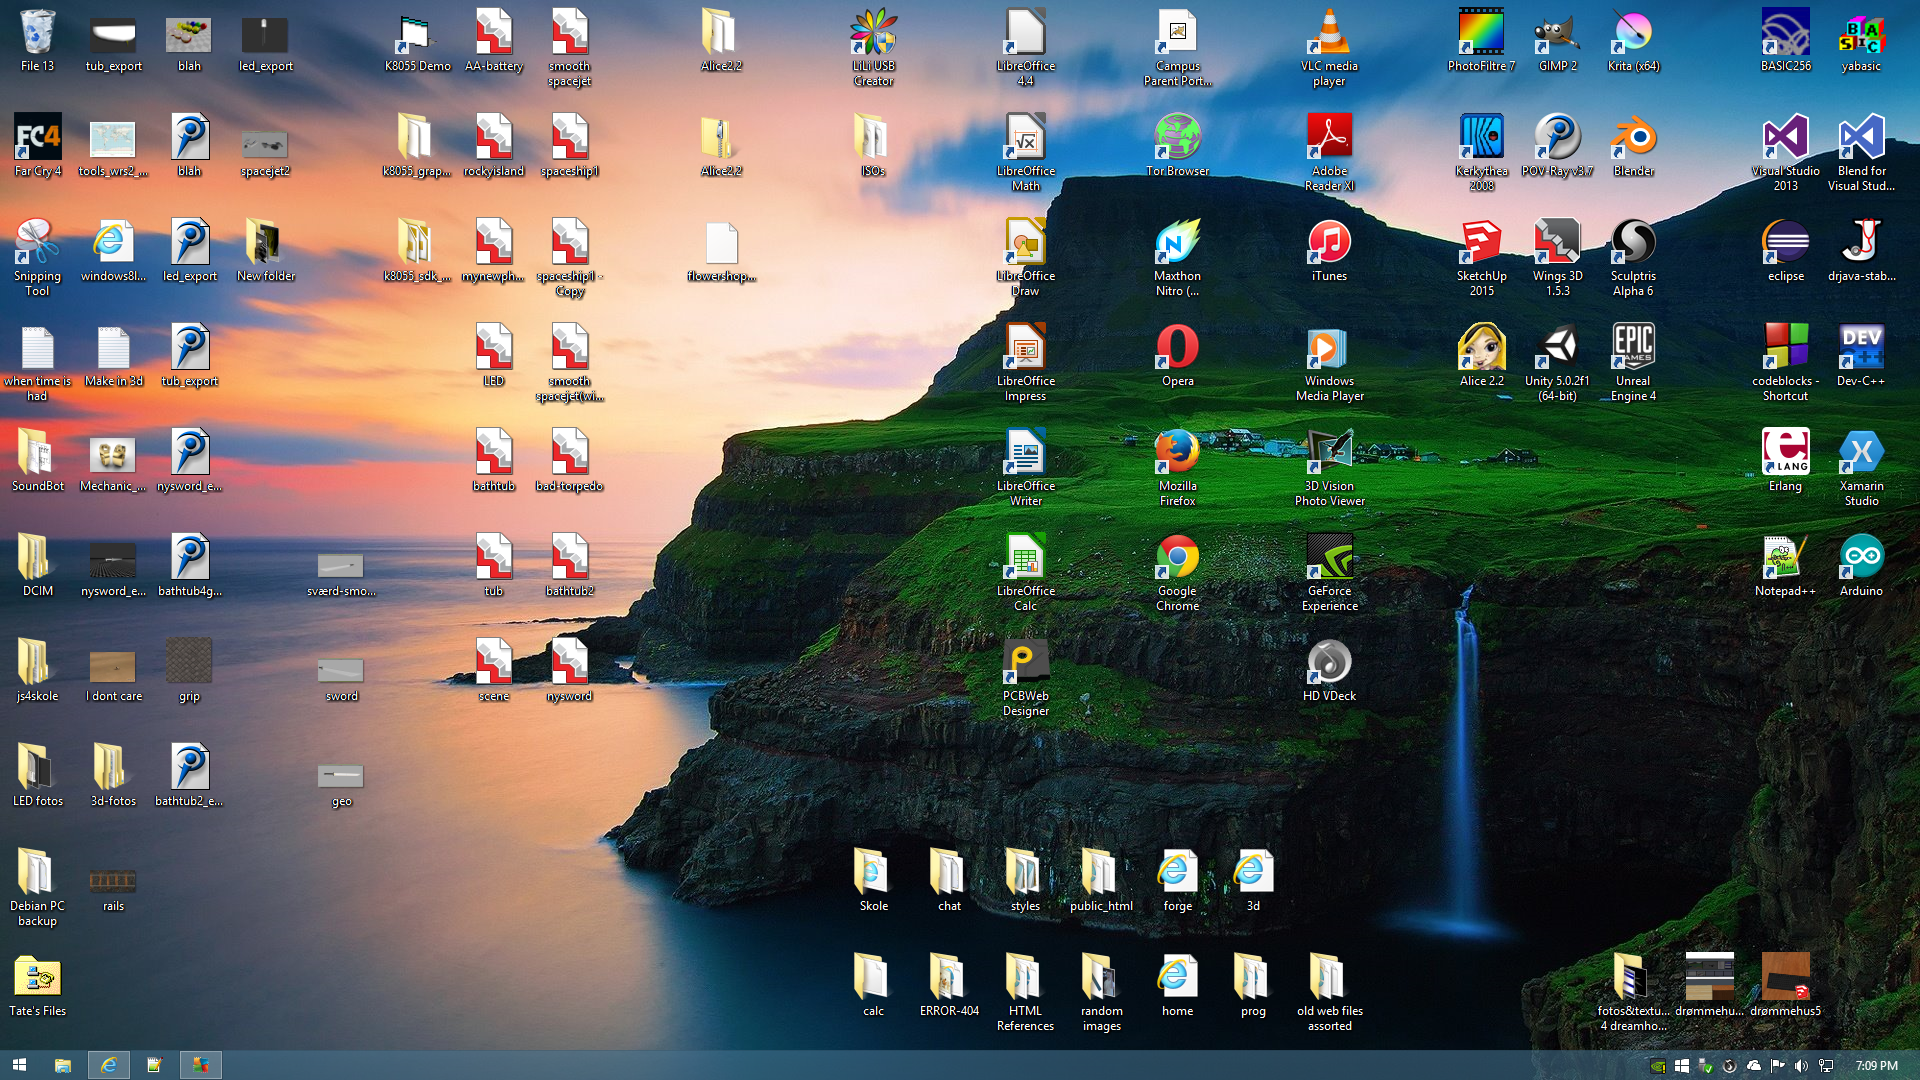 File 13
tub_export
blah
led_export
K8055 Demo
AA-battery
smooth
spacejet
Alice2.2
LiLi USB
Creator
LibreOffice
4.4
Campus
Parent Port...
VLC media
player
PhotoFiltre 7
GIMP 2
Krita (x64)
BASIC256
yabasic
FC4
Far Cry 4
tools_wrs2_...
blah
spacejet2
k8055_grap...
rockyisland
spaceship1
Alice2.2
ISOs
LibreOffice
Math
Tor Browser
Adobe
Reader XI
Kerkythea
2008
POV-Ray v3.7
Blender
Visual Studio
2013
Blend for
Visual Stud...
Snipping
Tool
windows8l...
led_export
New folder
k8055_sdk_...
mynewph...
spaceship1 -
Copy
flowershop...
LibreOffice
Draw
Maxthon
Nitro (...
iTunes
SketchUp
2015
Wings 3D
1.5.3
Sculptris
Alpha 6
eclipse
drjava-stab...
when time is
had
Make in 3d
tub_export
LED
smooth
spacejet(wi...
LibreOffice
Impress
Opera
Windows
Media Player
Alice 2.2
Unity 5.0.2f1
(64-bit)
EPIC
GAMES
Unreal
Engine 4
codeblocks -
Shortcut
DEV
C++
Dev-C++
SoundBot
Mechanic_...
nysword_e...
bathtub
bad-torpedo
LibreOffice
Writer
Mozilla
Firefox
3D Vision
Photo Viewer
e
LANG
Erlang
Xamarin
Studio
DCIM
nysword_e...
bathtub4g...
sværd-smo...
tub
bathtub2
LibreOffice
Calc
Google
Chrome
GeForce
Experience
Notepad++
Arduino
js4skole
I dont care
grip
sword
scene
nysword
PCBWeb
Designer
HD VDeck
LED fotos
3d-fotos
bathtub2_e...
geo
Debian PC
backup
rails
Skole
chat
styles
public_html
forge
3d
Tate's Files
calc
ERROR-404
HTML
References
random
images
home
prog
old web files
assorted
fotos&textu...
4 dreamho...
drømmehu...
drømmehus5
7:09 PM